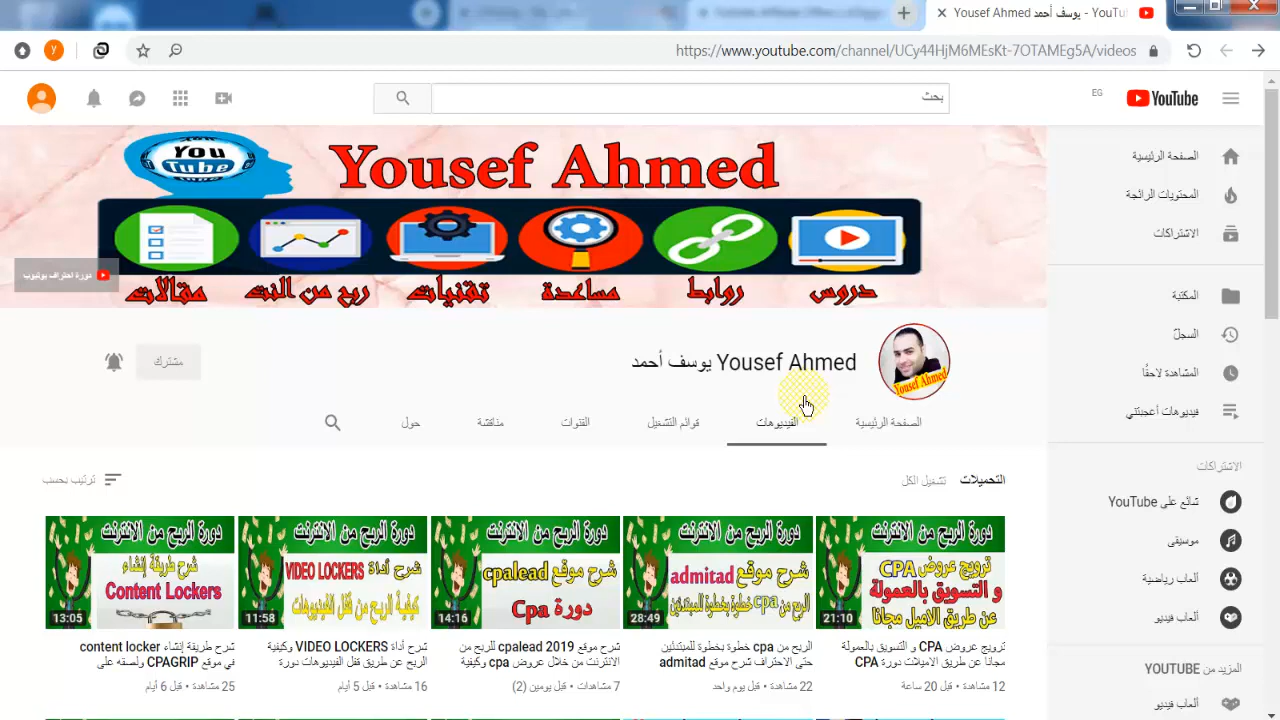 Yousef Ahmed يوسف أحمد - YouTu
https://www.youtube.com/channel/UCy44HjM6MEsKt-7OTAMEg5A/videos
y
YouTube
EG
بحث
الصفحة الرئيسية
المحتويات الرائجة
الاشتراكات
المكتبة
السجلّ
المشاهدة لاحقًا
فيديوهات أعجبتني
الاشتراكات
شائع على YouTube
موسيقى
ألعاب رياضية
ألعاب فيديو
المزيد من YOUTUBE
ألعاب فيديو
You
Tube
Yousef Ahmed
دروس
روابط
مساعدة
تقنيات
ربح من النت
مقالات
دورة احتراف يوتيوب
Yousef Ahmed
Yousef Ahmed يوسف أحمد
مشترك
الصفحة الرئيسية
الفيديوهات
قوائم التشغيل
القنوات
مناقشة
حول
التحميلات
تشغيل الكل
ترتيب بحسب
دورة الربح من الانترنت
ترويج عروض CPA
و التسويق بالعمولة
عن طريق الاميل مجانا
21:10
ترويج عروض CPA و التسويق بالعمولة
مجانا عن طريق الاميلات دورة CPA
12 مشاهدة • قبل 20 ساعة
دورة الربح من الانترنت
شرح موقع admitad
الربح من cpa خطوة بخطوة للمبتدئين
28:49
الربح من cpa خطوة بخطوة للمبتدئين
حتى الاحتراف شرح موقع admitad
22 مشاهدة • قبل يوم واحد
دورة الربح من الانترنت
شرح موقع cpalead
دورة Cpa
14:16
شرح موقع cpalead 2019 للربح من
الانترنت من خلال عروض cpa وكيفية
7 مشاهدات • قبل يومين (2)
دورة الربح من الانترنت
شرح أداة VIDEO LOCKERS
كيفية الربح من قفل الفيديوهات
11:58
شرح أداة VIDEO LOCKERS وكيفية
الربح عن طريق قفل الفيديوهات دورة
16 مشاهدة • قبل 5 أيام
دورة الربح من الانترنت
شرح طريقة إنشاء
Content Lockers
13:05
شرح طريقة إنشاء content locker
في موقع CPAGRIP ولصقه على
25 مشاهدة • قبل 6 أيام